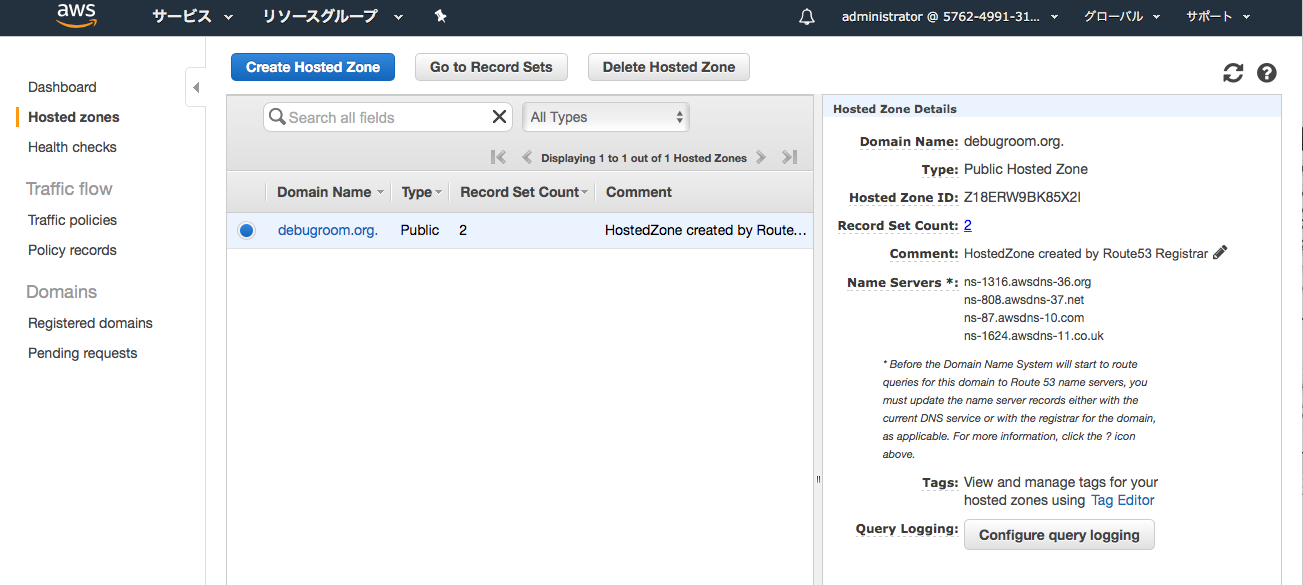 aws サービス リソースグループ administrator @ 5762-4991-31... グローバル サポート
Dashboard
Hosted zones
Health checks
Traffic flow
Traffic policies
Policy records
Domains
Registered domains
Pending requests
Create Hosted Zone Go to Record Sets Delete Hosted Zone
Search all fields All Types
Displaying 1 to 1 out of 1 Hosted Zones
Domain Name Type Record Set Count Comment
debugroom.org. Public 2 HostedZone created by Route...
Hosted Zone Details
Domain Name: debugroom.org.
Type: Public Hosted Zone
Hosted Zone ID: Z18ERW9BK85X2I
Record Set Count: 2
Comment: HostedZone created by Route53 Registrar
Name Servers *: ns-1316.awsdns-36.org
ns-808.awsdns-37.net
ns-87.awsdns-10.com
ns-1624.awsdns-11.co.uk
* Before the Domain Name System will start to route
queries for this domain to Route 53 name servers, you
must update the name server records either with the
current DNS service or with the registrar for the domain,
as applicable. For more information, click the ? icon
above.
Tags: View and manage tags for your
hosted zones using Tag Editor
Query Logging: Configure query logging